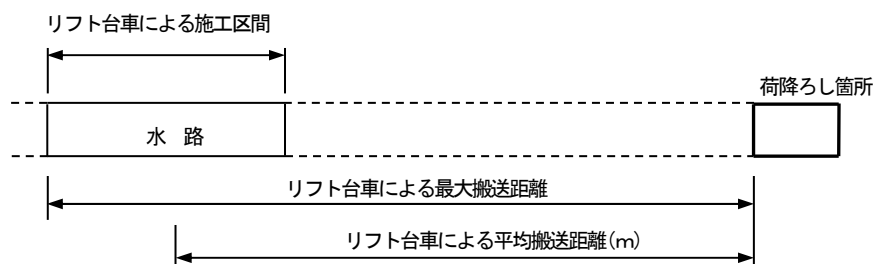 リフト台車による施工区間
荷降ろし箇所
水 路
リフト台車による最大搬送距離
リフト台車による平均搬送距離(m)